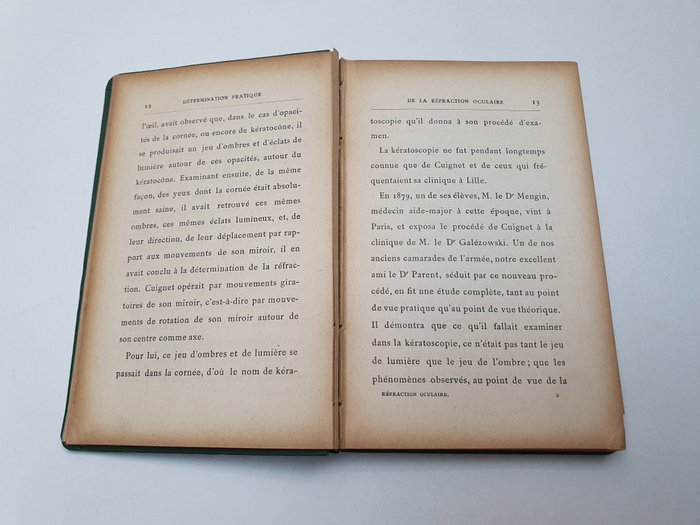 12 DÉTERMINATION PRATIQUE
l'œil, avait observé que, dans le cas d'opaci-
tés de la cornée, ou encore de kératocône, il
se produisait un jeu d'ombres et d'éclats de
lumière autour de ces opacités, autour du
kératocône. Examinant ensuite, de la même
façon, des yeux dont la cornée était absolu-
ment saine, il avait retrouvé ces mêmes
ombres, ces mêmes éclats lumineux, et, de
leur direction, de leur déplacement par rap-
port aux mouvements de son miroir, il en
avait conclu à la détermination de la réfrac-
tion. Cuignet opérait par mouvements gira-
toires de son miroir, c'est-à-dire par mouve-
ments de rotation de son miroir autour de
son centre comme axe.
Pour lui, ce jeu d'ombres et de lumière se
passait dans la cornée, d'où le nom de kéra-
DE LA RÉFRACTION OCULAIRE 13
toscopie qu'il donna à son procédé d'exa-
men.
La kératoscopie ne fut pendant longtemps
connue que de Cuignet et de ceux qui fré-
quentaient sa clinique à Lille.
En 1879, un de ses élèves, M. le Dr Mengin,
médecin aide-major à cette époque, vint à
Paris, et exposa le procédé de Cuignet à la
clinique de M. le Dr Galézowski. Un de nos
anciens camarades de l'armée, notre excellent
ami le Dr Parent, séduit par ce nouveau pro-
cédé, en fit une étude complète, tant au point
de vue pratique qu'au point de vue théorique.
Il démontra que ce qu'il fallait examiner
dans la kératoscopie, ce n'était pas tant le jeu
de lumière que le jeu de l'ombre; que les
phénomènes observés, au point de vue de la
RÉFRACTION OCULAIRE. 2